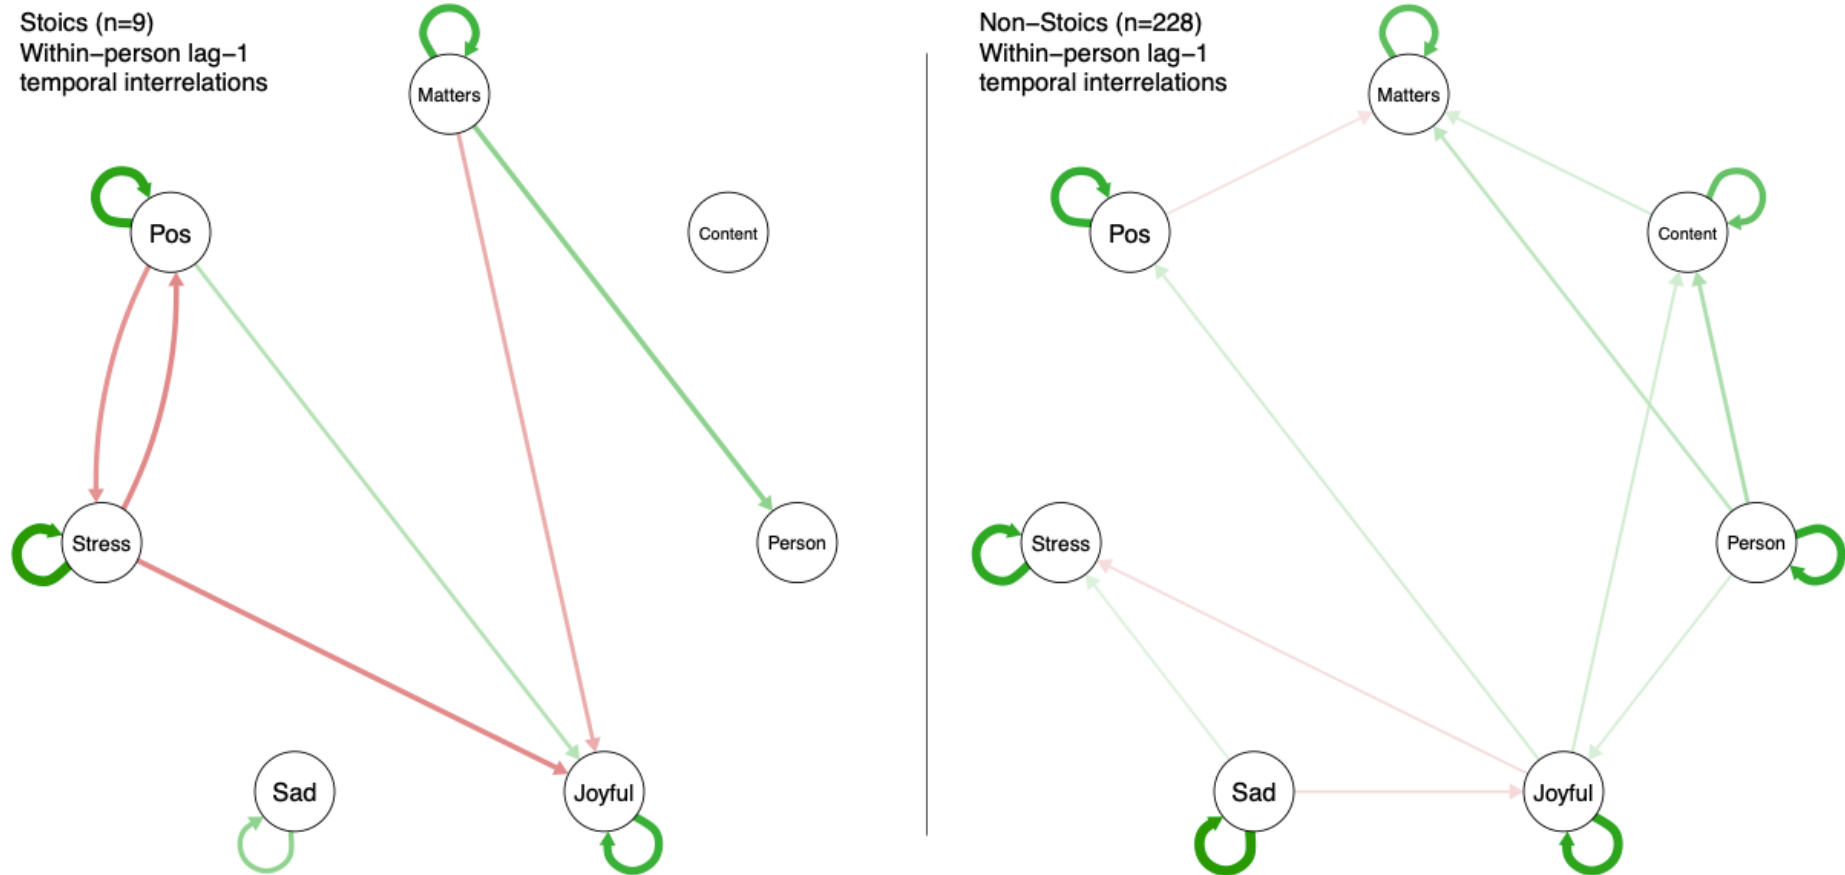 Stoics (n=9)
Within−person lag−1
temporal interrelations
Matters
Pos
Content
Stress
Person
Sad
Joyful
Non−Stoics (n=228)
Within−person lag−1
temporal interrelations
Matters
Pos
Content
Stress
Person
Sad
Joyful